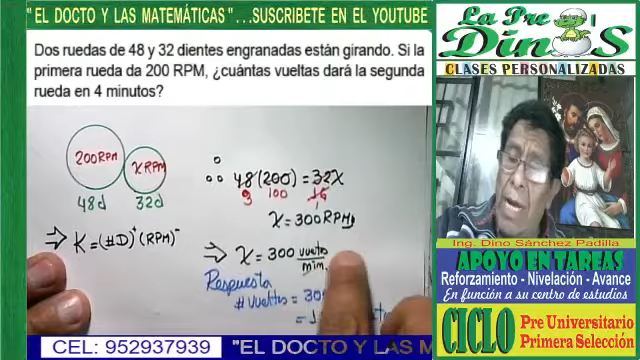 "EL DOCTO Y LAS MATEMÁTICAS "...SUSCRIBETE EN EL YOUTUBE
La Pre
DinoS
CLASES PERSONALIZADAS
Dos ruedas de 48 y 32 dientes engranadas están girando. Si la
primera rueda da 200 RPM, ¿cuántas vueltas dará la segunda
rueda en 4 minutos?
200RPM
X RPM
48d
32d
⇒ K=(#D)⁺(RPM)⁻
∴ 48(200)=32X
3 100 16
1
X=300RPM
⇒ X=300 vuelta
min.
Respuesta
#vueltas = 30
=
Ing. Dino Sánchez Padilla
APOYO EN TAREAS
Reforzamiento - Nivelación - Avance
En función a su centro de estudios
CICLO Pre Universitario
Primera Selección
CEL: 952937939 "EL DOCTO Y LAS M